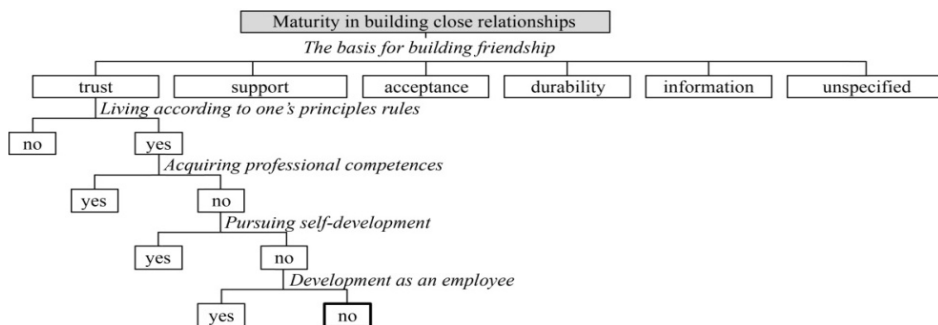 Maturity in building close relationships
The basis for building friendship
trust support acceptance durability information unspecified
Living according to one's principles rules
no yes
Acquiring professional competences
yes no
Pursuing self-development
yes no
Development as an employee
yes no